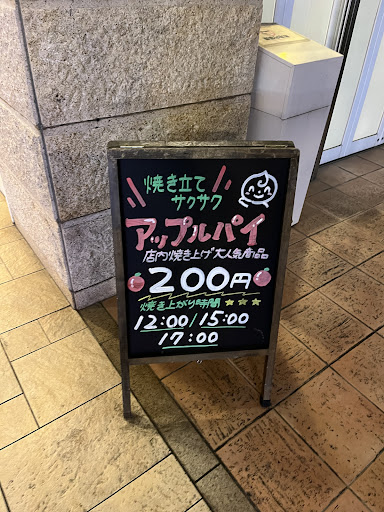 焼き立て
サクサク
アップルパイ
店内焼き上げ大人気商品
200円
焼き上がり時間 ★★★
12:00/15:00
17:00